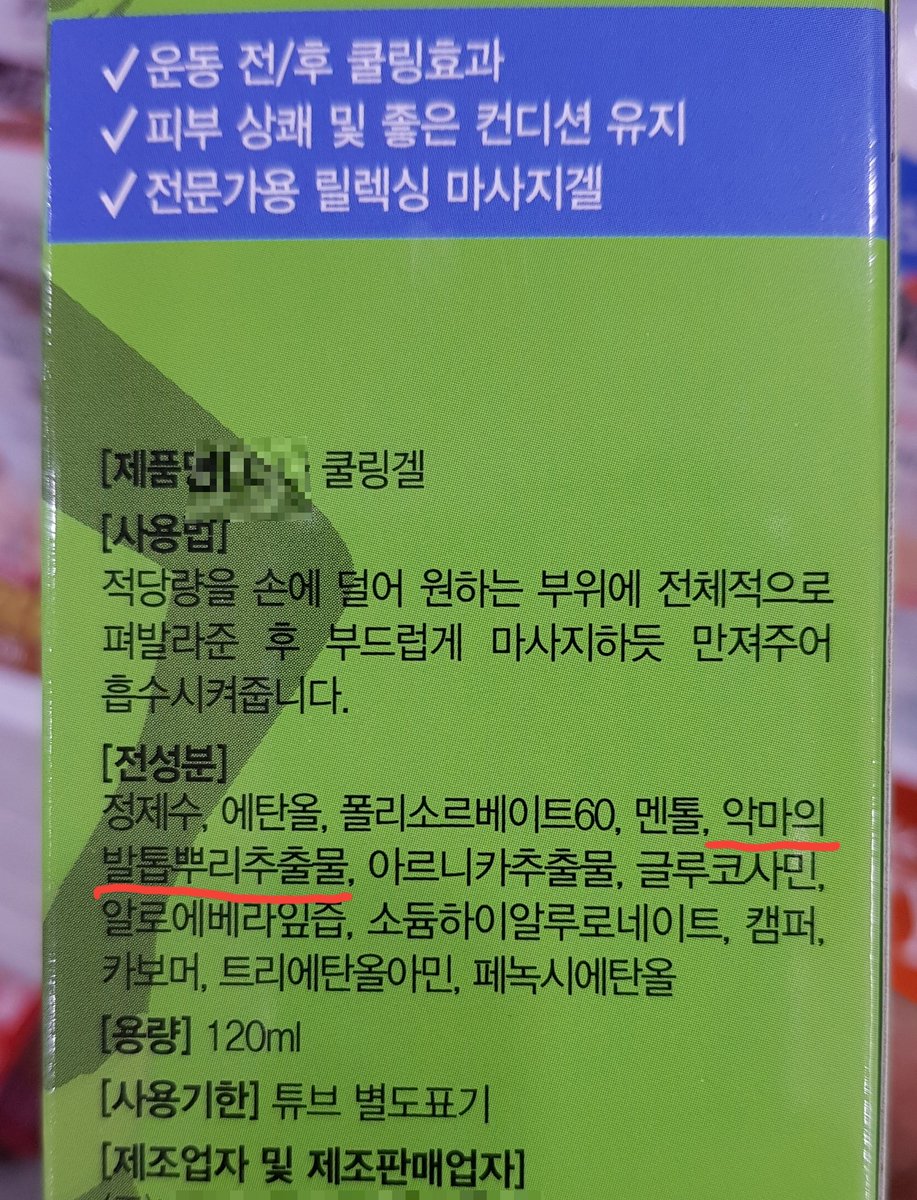 ✓운동 전/후 쿨링효과
✓피부 상쾌 및 좋은 컨디션 유지
✓전문가용 릴렉싱 마사지겔
[제품명 쿨링겔
[사용법]
적당량을 손에 덜어 원하는 부위에 전체적으로
펴발라준 후 부드럽게 마사지하듯 만져주어
흡수시켜줍니다.
[전성분]
정제수, 에탄올, 폴리소르베이트60, 멘톨, 악마의
발톱뿌리추출물, 아르니카추출물, 글루코사민,
알로에베라잎즙, 소듐하이알루로네이트, 캠퍼,
카보머, 트리에탄올아민, 페녹시에탄올
[용량] 120ml
[사용기한] 튜브 별도표기
[제조업자 및 제조판매업자]